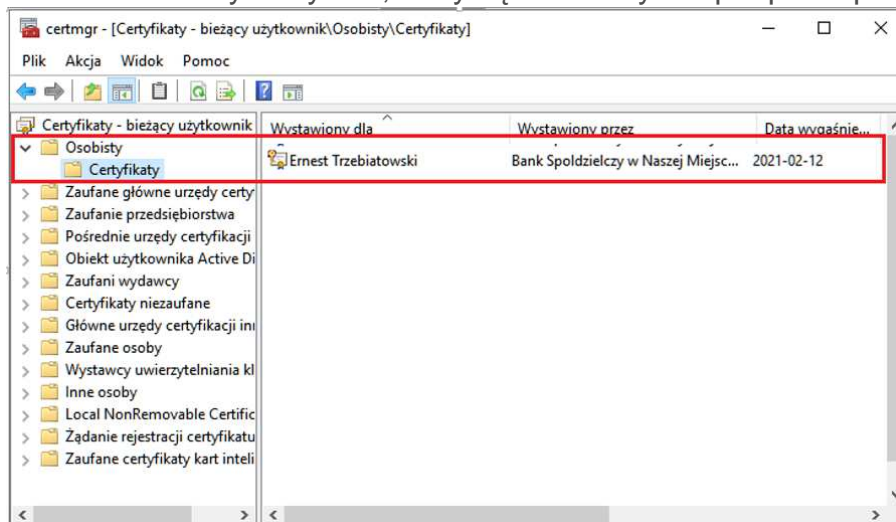 certmgr - [Certyfikaty - bieżący użytkownik\Osobisty\Certyfikaty]
Plik Akcja Widok Pomoc
Certyfikaty - bieżący użytkownik
Wystawiony dla Wystawiony przez Data wygaśnie...
Osobisty
Ernest Trzebiatowski Bank Spoldzielczy w Naszej Miejsc... 2021-02-12
Certyfikaty
Zaufane główne urzędy certy
Zaufanie przedsiębiorstwa
Pośrednie urzędy certyfikacji
Obiekt użytkownika Active Di
Zaufani wydawcy
Certyfikaty niezaufane
Główne urzędy certyfikacji inn
Zaufane osoby
Wystawcy uwierzytelniania kl
Inne osoby
Local NonRemovable Certific
Żądanie rejestracji certyfikatu
Zaufane certyfikaty kart inteli